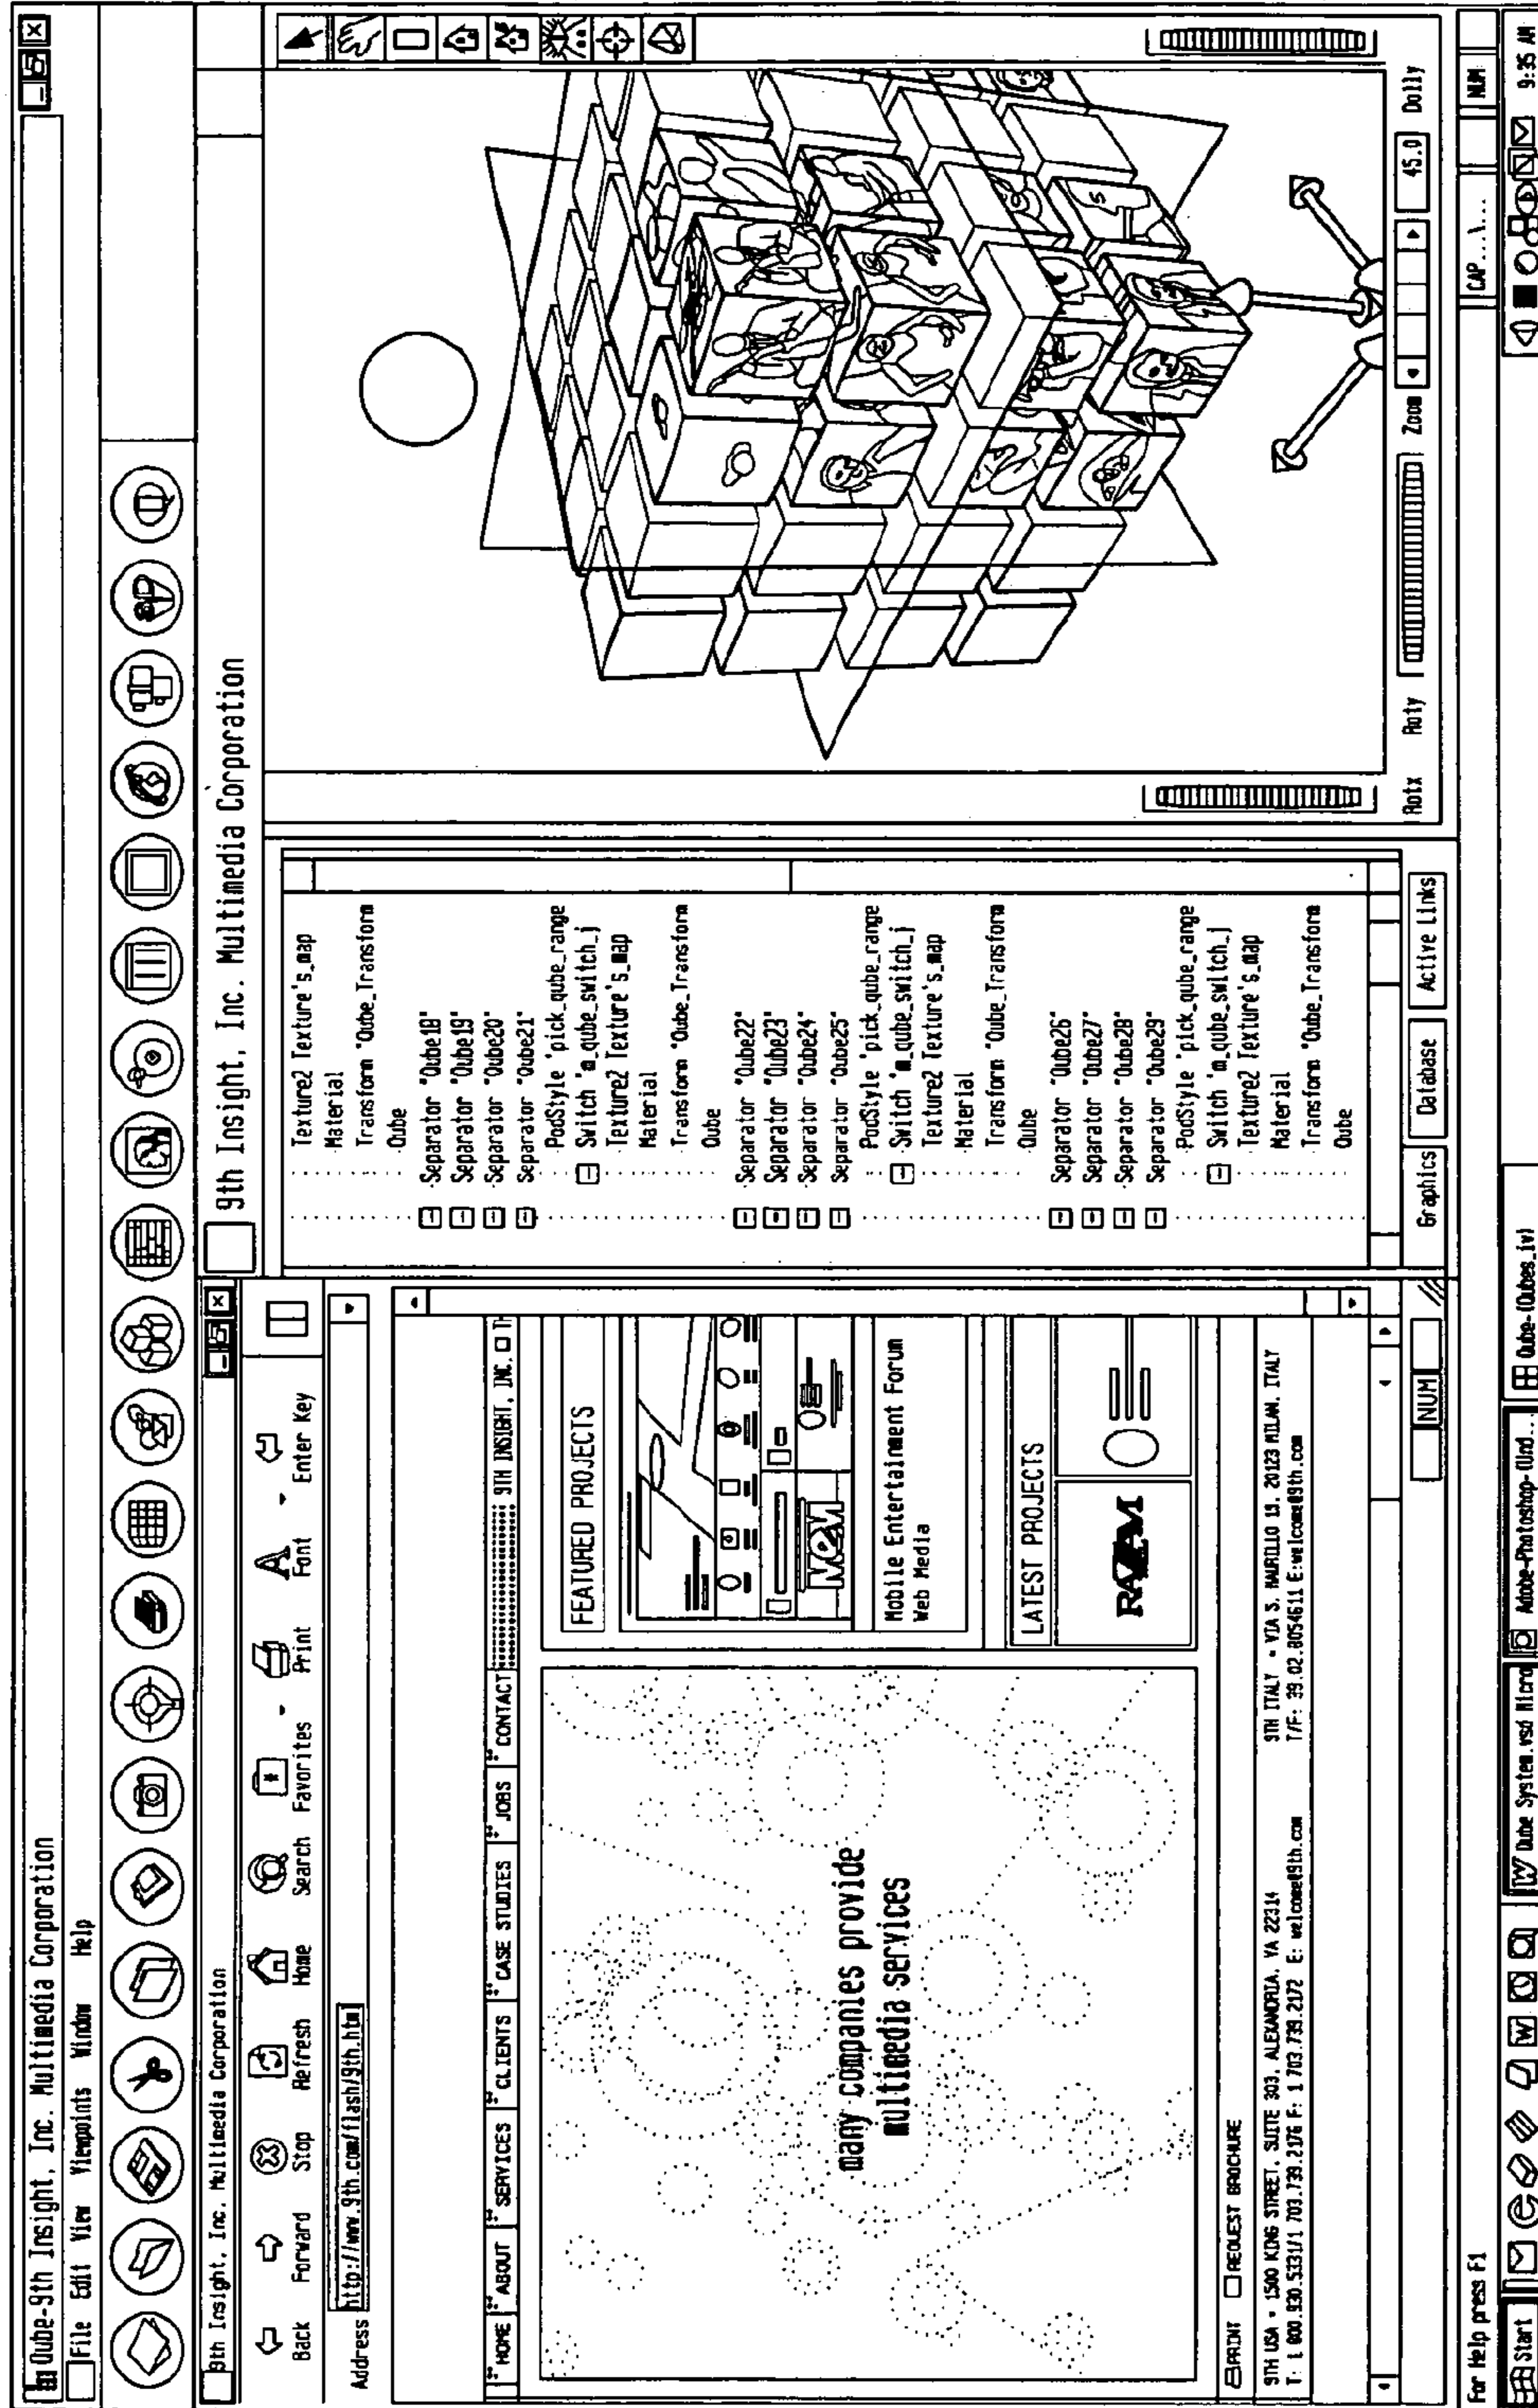 Qube-9th Insight, Inc. Multimedia Corporation
File Edit View Viewpoints Window Help
9th Insight, Inc. Multimedia Corporation
Back Forward Stop Refresh Home Search Favorites Print Font Enter Key
Address http://www.9th.com/flash/9th.html
HOME ABOUT SERVICES CLIENTS CASE STUDIES JOBS CONTACT 9TH INSIGHT, INC. TH
many companies provide
multimedia services
FEATURED PROJECTS
M&M
Mobile Entertainment Forum
Web Media
LATEST PROJECTS
PRINT REQUEST BROCHURE
9TH USA • 1500 KING STREET, SUITE 303, ALEXANDRIA, VA 22314
T: 1 800.930.5331/1 703.739.2176 F: 1 703.739.2172 E: welcome@9th.com
9TH ITALY • VIA S. MAURILLO 19, 20123 MILAN, ITALY
T/F: 39.02.8054611 E:welcome@9th.com
NUM
9th Insight, Inc. Multimedia Corporation
Texture2 Texture's_map
Material
Transform "Qube_Transform
Qube
Separator "Qube18"
Separator "Qube19"
Separator "Qube20"
Separator "Qube21"
PodStyle 'pick_qube_range
Switch 'm_qube_switch_j
Texture2 Texture's_map
Material
Transform "Qube_Transform
Qube
Separator "Qube22"
Separator "Qube23"
Separator "Qube24"
Separator "Qube25"
PodStyle 'pick_qube_range
Switch 'm_qube_switch_j
Texture2 Texture's_map
Material
Transform "Qube_Transform
Qube
Separator "Qube26"
Separator "Qube27"
Separator "Qube28"
Separator "Qube29"
PodStyle 'pick_qube_range
Switch 'm_qube_switch_j
Texture2 Texture's_map
Material
Transform "Qube_Transform
Qube
Graphics Database Active Links
Rotx Roty Zoom 45.0 Dolly
For Help press F1
CAP...\... NUM
Start Qube System.vsd Micro Adobe-Photoshop-(Und.. Qube-(Qubes_iv) 9:35 AM